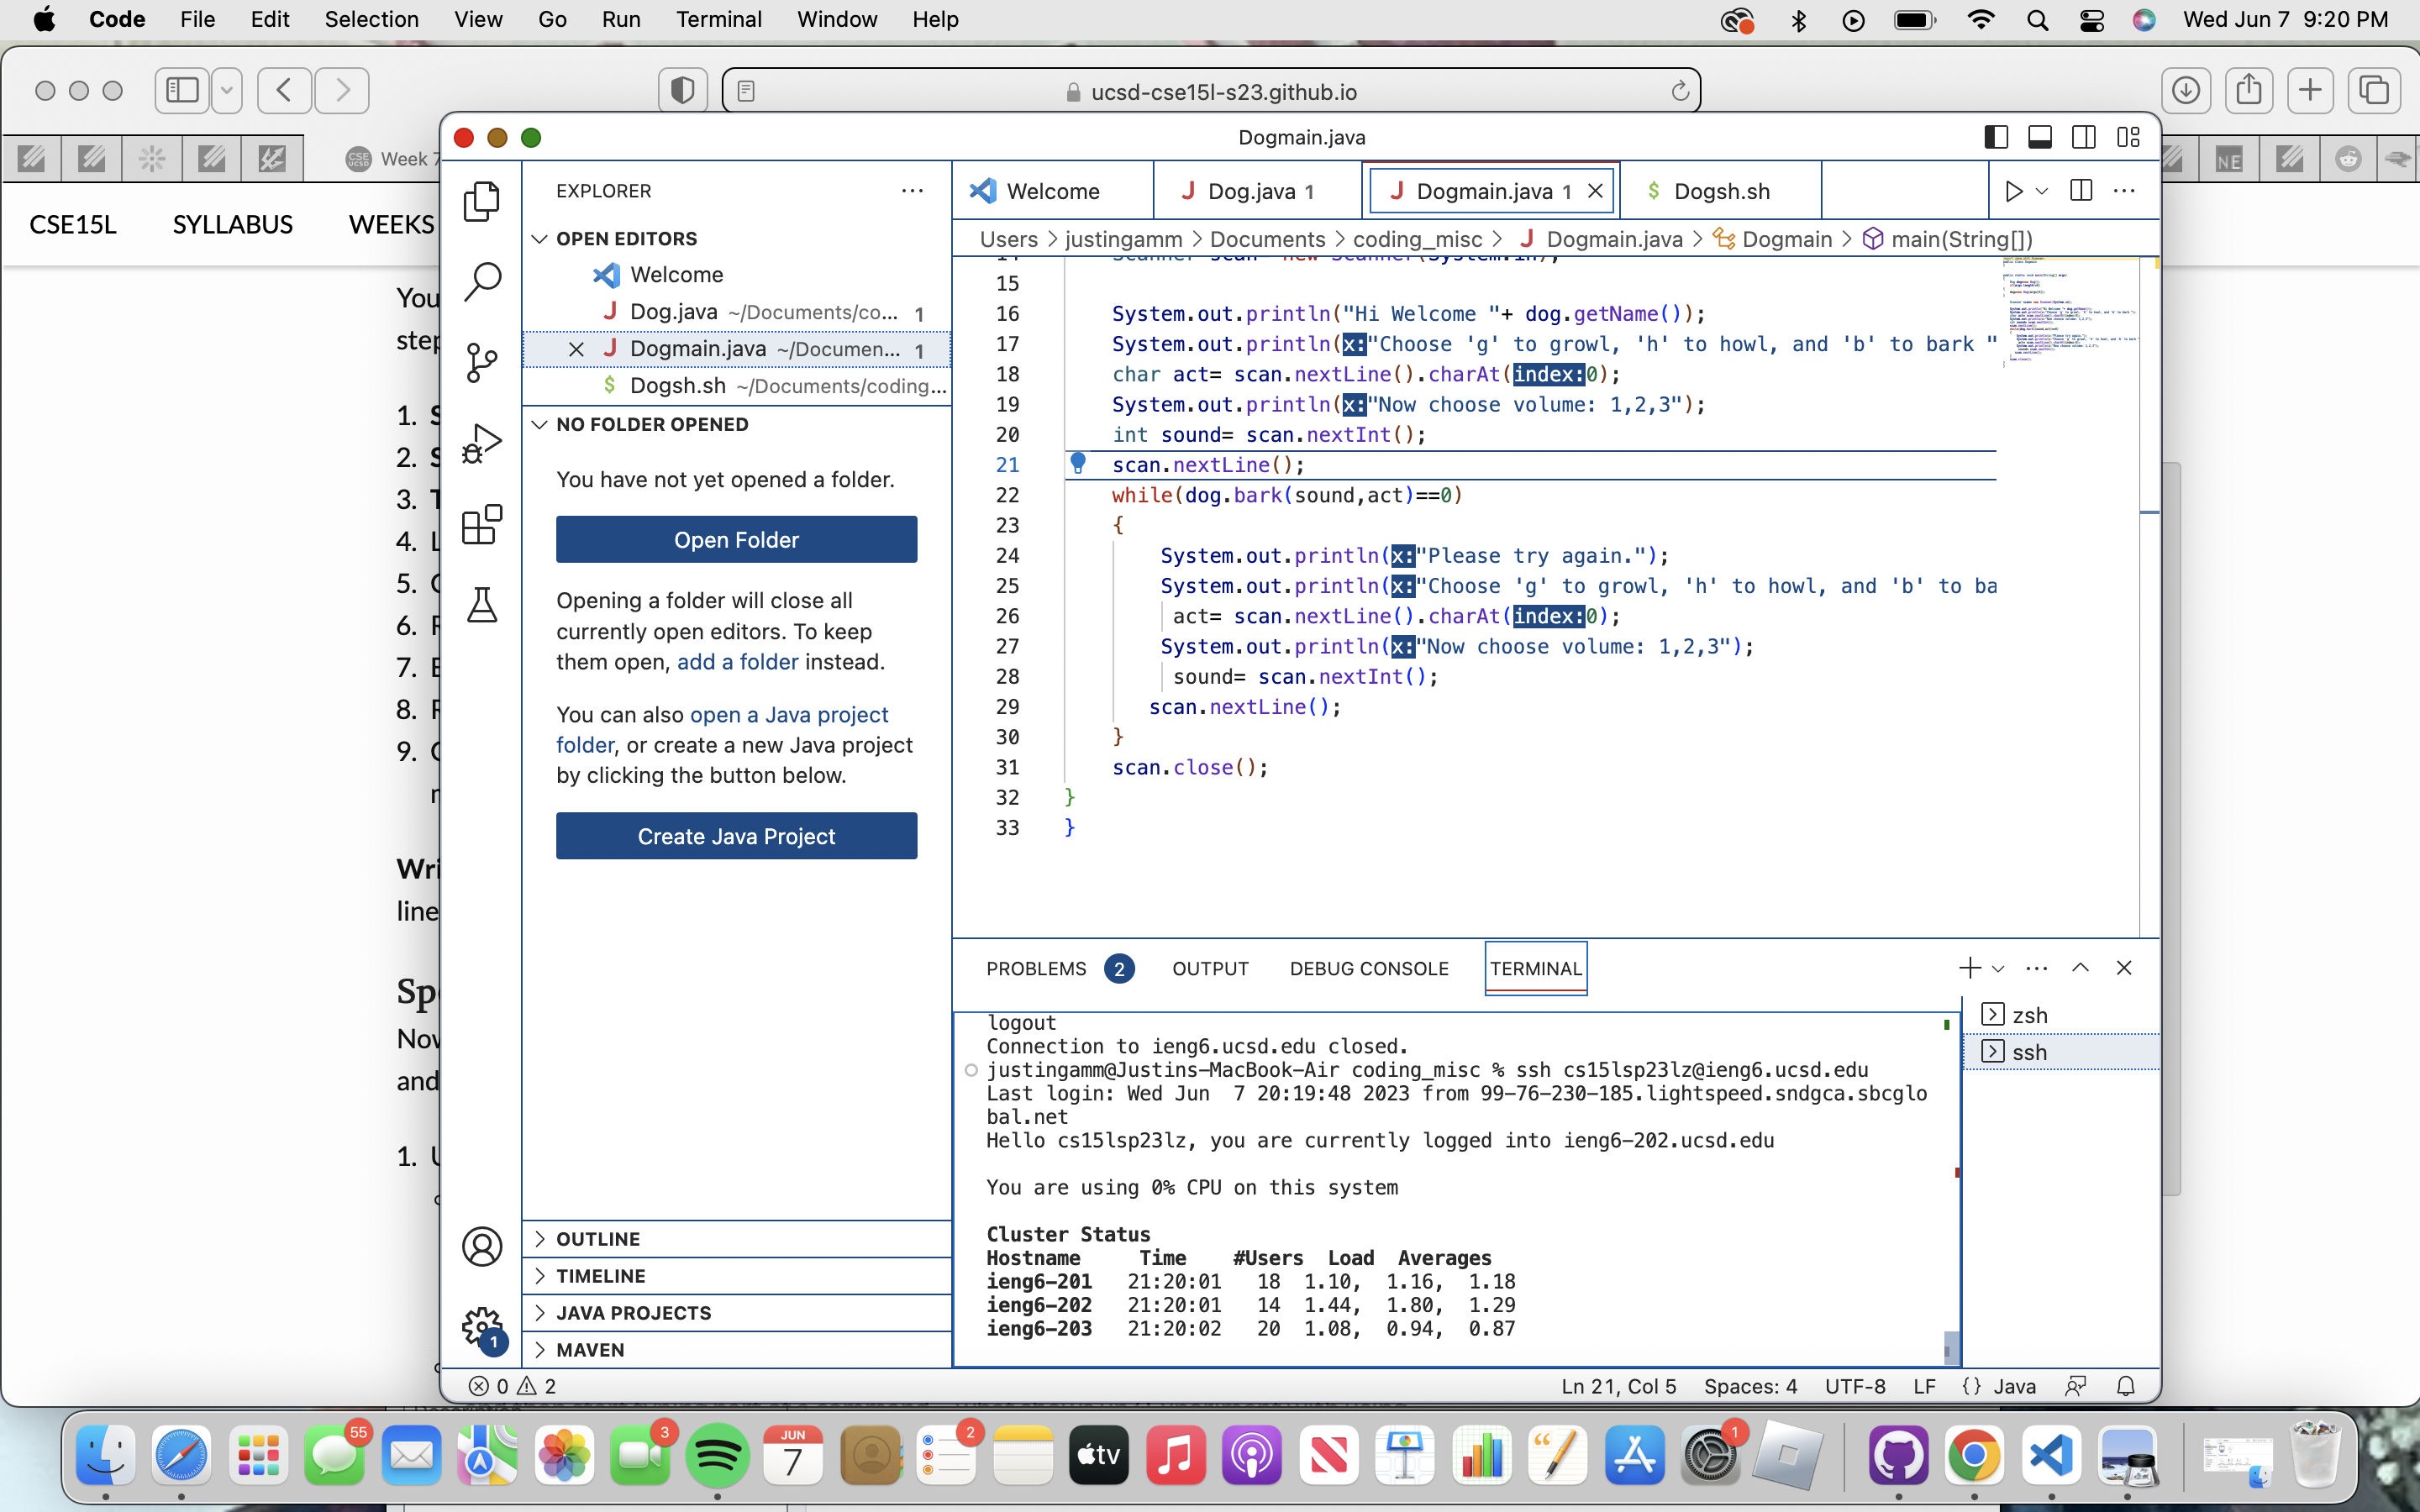 Code File Edit Selection View Go Run Terminal Window Help Wed Jun 7 9:20 PM
ucsd-cse15l-s23.github.io
Week 7
NE
CSE15L SYLLABUS WEEKS
You
step
1. S
2. S
3. T
4. L
5. C
6. F
7. E
8. F
9. C
Wri
line
Spe
Now
and
1. U
Dogmain.java
EXPLORER
OPEN EDITORS
Welcome
Dog.java ~/Documents/co... 1
Dogmain.java ~/Documen... 1
Dogsh.sh ~/Documents/coding...
NO FOLDER OPENED
You have not yet opened a folder.
Open Folder
Opening a folder will close all
currently open editors. To keep
them open, add a folder instead.
You can also open a Java project
folder, or create a new Java project
by clicking the button below.
Create Java Project
OUTLINE
TIMELINE
JAVA PROJECTS
MAVEN
1
Welcome Dog.java 1 Dogmain.java 1 Dogsh.sh
Users > justingamm > Documents > coding_misc > Dogmain.java > Dogmain > main(String[])
15
16 System.out.println("Hi Welcome "+ dog.getName());
17 System.out.println(x:"Choose 'g' to growl, 'h' to howl, and 'b' to bark "
18 char act= scan.nextLine().charAt(index:0);
19 System.out.println(x:"Now choose volume: 1,2,3");
20 int sound= scan.nextInt();
21 scan.nextLine();
22 while(dog.bark(sound,act)==0)
23 {
24 System.out.println(x:"Please try again.");
25 System.out.println(x:"Choose 'g' to growl, 'h' to howl, and 'b' to ba
26 act= scan.nextLine().charAt(index:0);
27 System.out.println(x:"Now choose volume: 1,2,3");
28 sound= scan.nextInt();
29 scan.nextLine();
30 }
31 scan.close();
32 }
33 }
PROBLEMS 2 OUTPUT DEBUG CONSOLE TERMINAL
logout
Connection to ieng6.ucsd.edu closed.
justingamm@Justins-MacBook-Air coding_misc % ssh cs15lsp23lz@ieng6.ucsd.edu
Last login: Wed Jun  7 20:19:48 2023 from 99-76-230-185.lightspeed.sndgca.sbcglo
bal.net
Hello cs15lsp23lz, you are currently logged into ieng6-202.ucsd.edu
You are using 0% CPU on this system
Cluster Status
Hostname Time #Users Load Averages
ieng6-201 21:20:01 18 1.10, 1.16, 1.18
ieng6-202 21:20:01 14 1.44, 1.80, 1.29
ieng6-203 21:20:02 20 1.08, 0.94, 0.87
zsh
ssh
0 2 Ln 21, Col 5 Spaces: 4 UTF-8 LF {} Java
55 3 JUN 7 2 tv 1